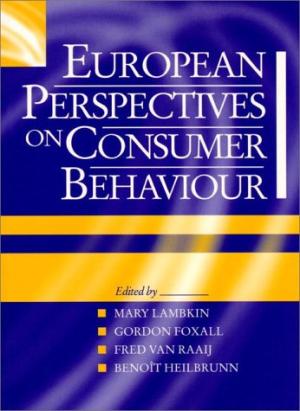 EUROPEAN
PERSPECTIVES
ON CONSUMER
BEHAVIOUR
Edited by
MARY LAMBKIN
GORDON FOXALL
FRED VAN RAAIJ
BENOÎT HEILBRUNN